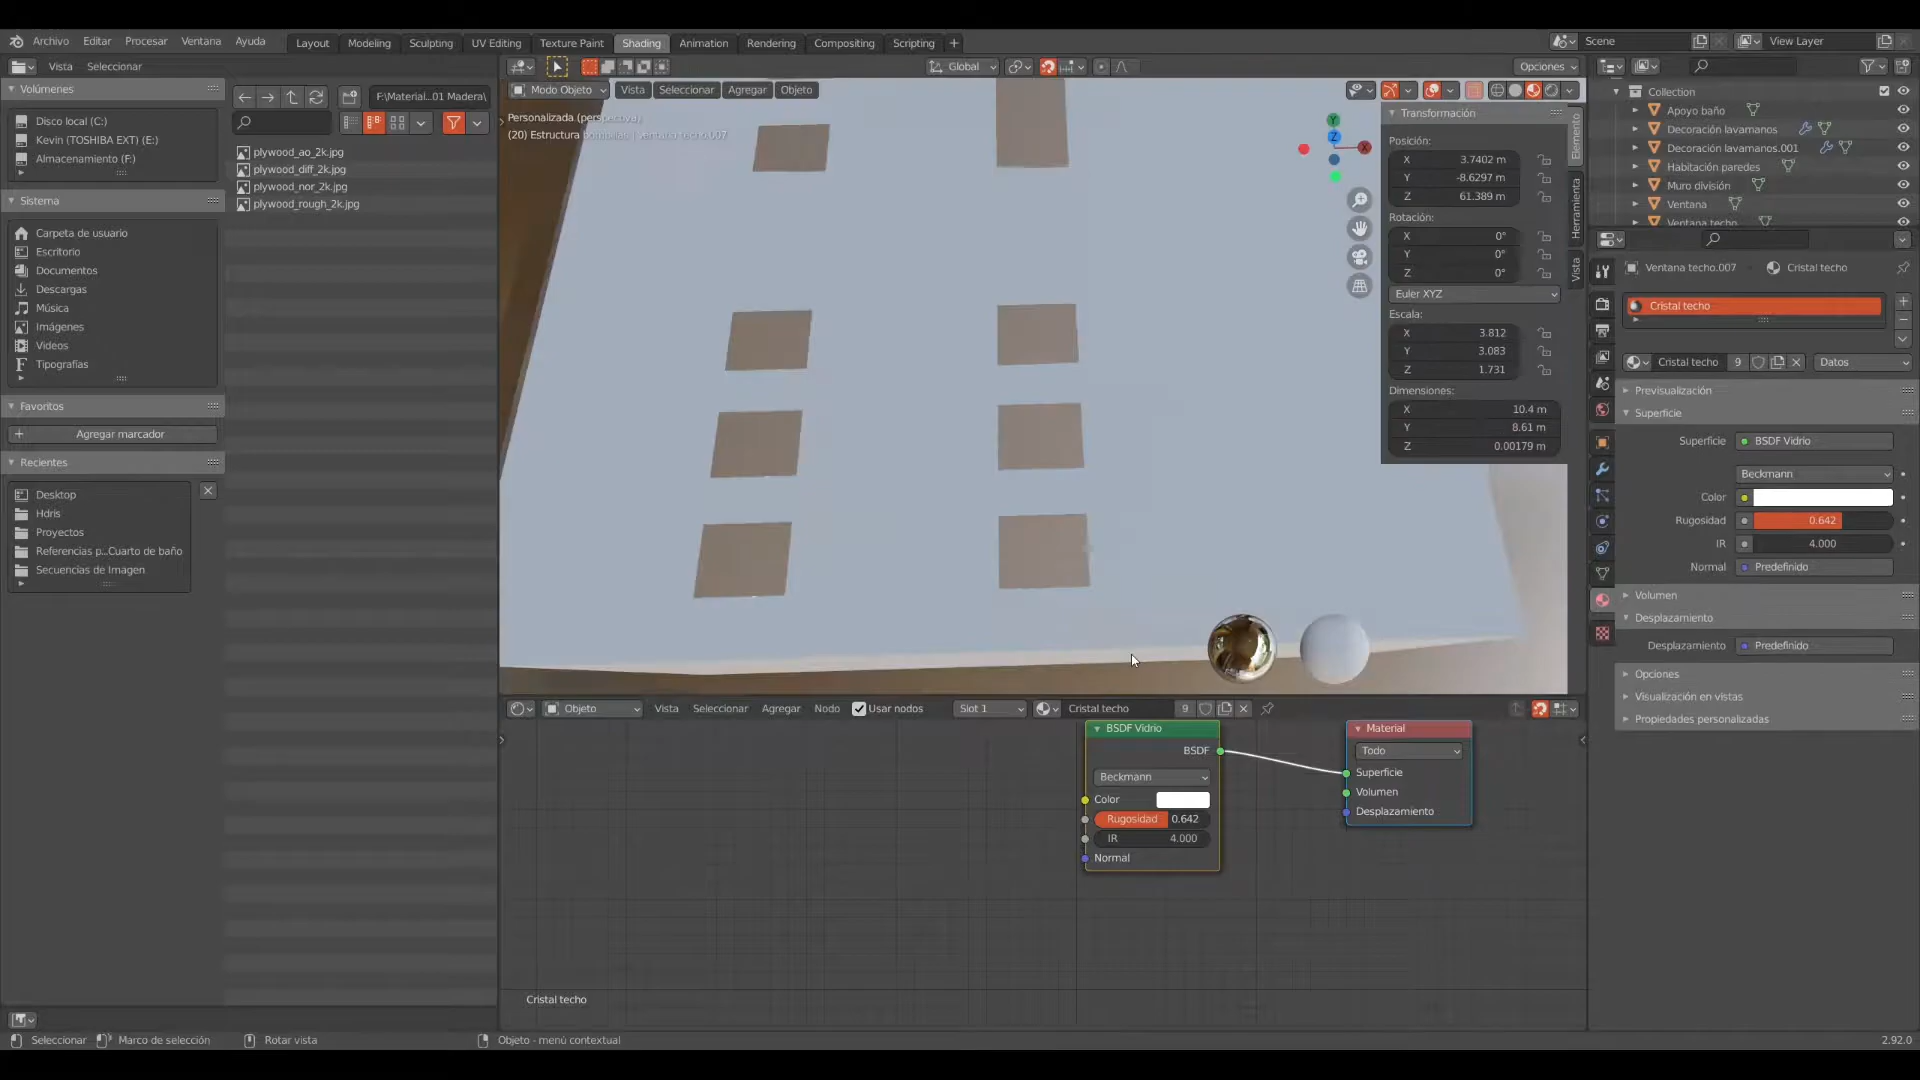 Archivo Editar Procesar Ventana Ayuda
Layout Modeling Sculpting UV Editing Texture Paint Shading Animation Rendering Compositing Scripting +
Scene
View Layer
Vista Seleccionar
Volúmenes
Disco local (C:)
Kevin (TOSHIBA EXT) (E:)
Almacenamiento (F:)
Sistema
Carpeta de usuario
Escritorio
Documentos
Descargas
Música
Imágenes
Videos
Tipografías
Favoritos
Agregar marcador
Recientes
Desktop
Hdris
Proyectos
Referencias p...Cuarto de baño
Secuencias de Imagen
F:\Material...01 Madera\
plywood_ao_2k.jpg
plywood_diff_2k.jpg
plywood_nor_2k.jpg
plywood_rough_2k.jpg
Global
Opciones
Modo Objeto Vista Seleccionar Agregar Objeto
Personalizada (perspectiva)
(20) Estructura bombillas | Ventana techo.007
Y
Z
X
Transformación
Posición:
X 3.7402 m
Y -8.6297 m
Z 61.389 m
Rotación:
X 0°
Y 0°
Z 0°
Euler XYZ
Escala:
X 3.812
Y 3.083
Z 1.731
Dimensiones:
X 10.4 m
Y 8.61 m
Z 0.00179 m
Elemento
Herramienta
Vista
Objeto Vista Seleccionar Agregar Nodo Usar nodos Slot 1 Cristal techo 9
BSDF Vidrio
BSDF
Beckmann
Color
Rugosidad 0.642
IR 4.000
Normal
Material
Todo
Superficie
Volumen
Desplazamiento
Cristal techo
Collection
Apoyo baño
Decoración lavamanos
Decoración lavamanos.001
Habitación paredes
Muro división
Ventana
Ventana techo
Ventana techo.007 Cristal techo
Cristal techo
Cristal techo 9 Datos
Previsualización
Superficie
Superficie BSDF Vidrio
Beckmann
Color
Rugosidad 0.642
IR 4.000
Normal Predefinido
Volumen
Desplazamiento
Desplazamiento Predefinido
Opciones
Visualización en vistas
Propiedades personalizadas
Seleccionar Marco de selección Rotar vista Objeto - menú contextual 2.92.0